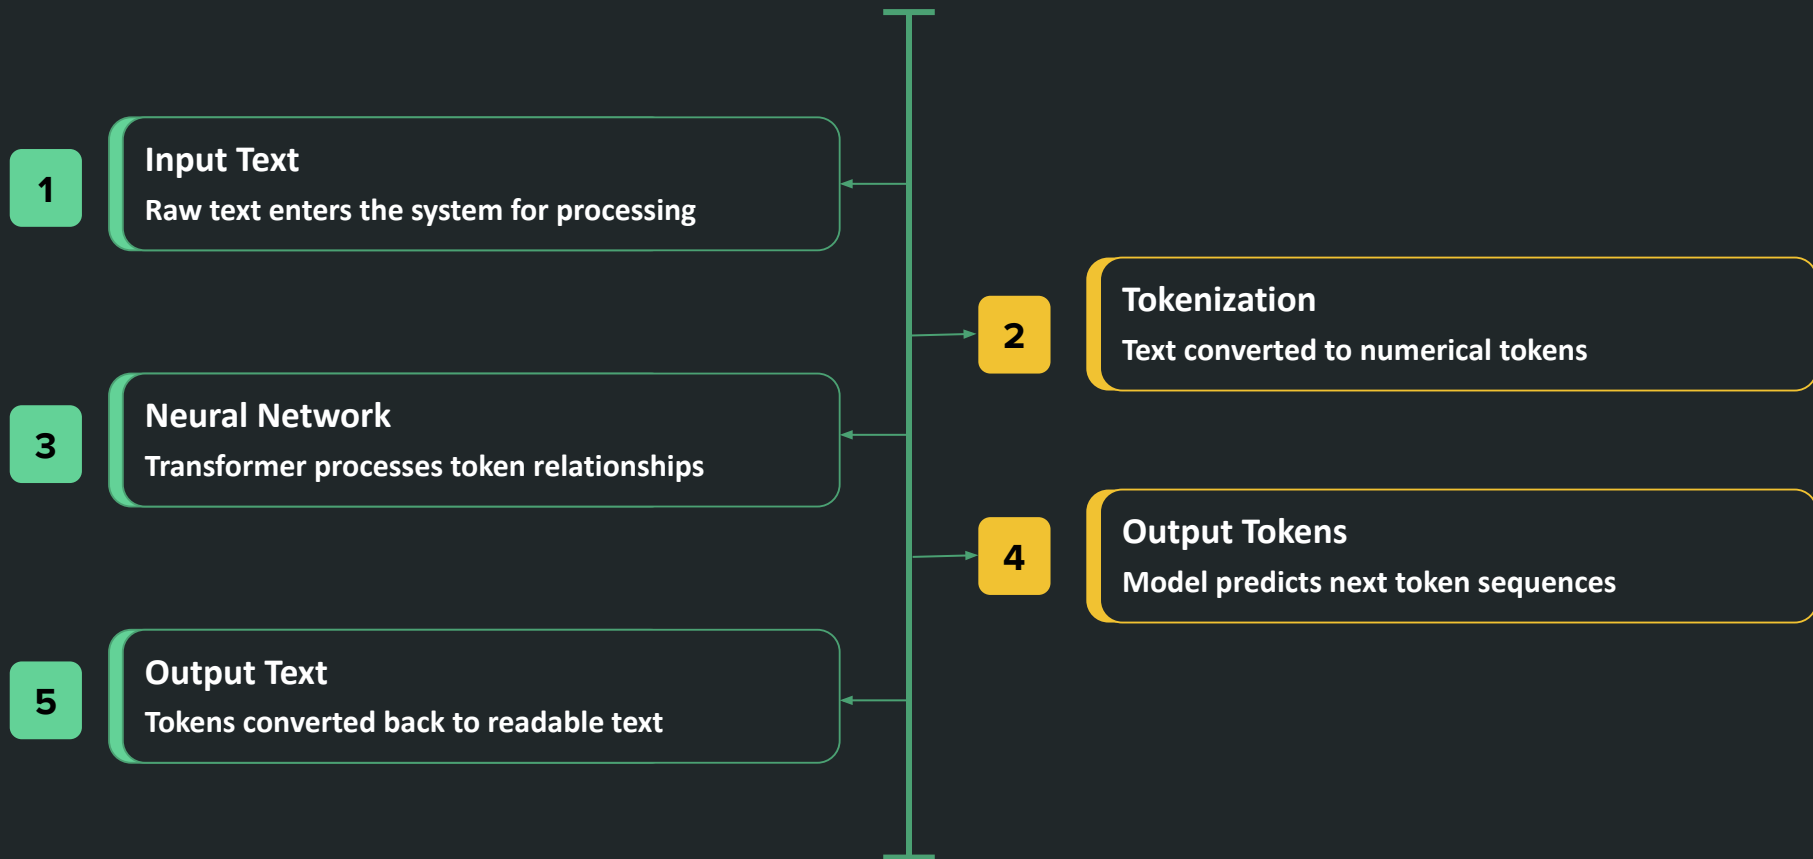 1
Input Text
Raw text enters the system for processing
2
Tokenization
Text converted to numerical tokens
3
Neural Network
Transformer processes token relationships
4
Output Tokens
Model predicts next token sequences
5
Output Text
Tokens converted back to readable text